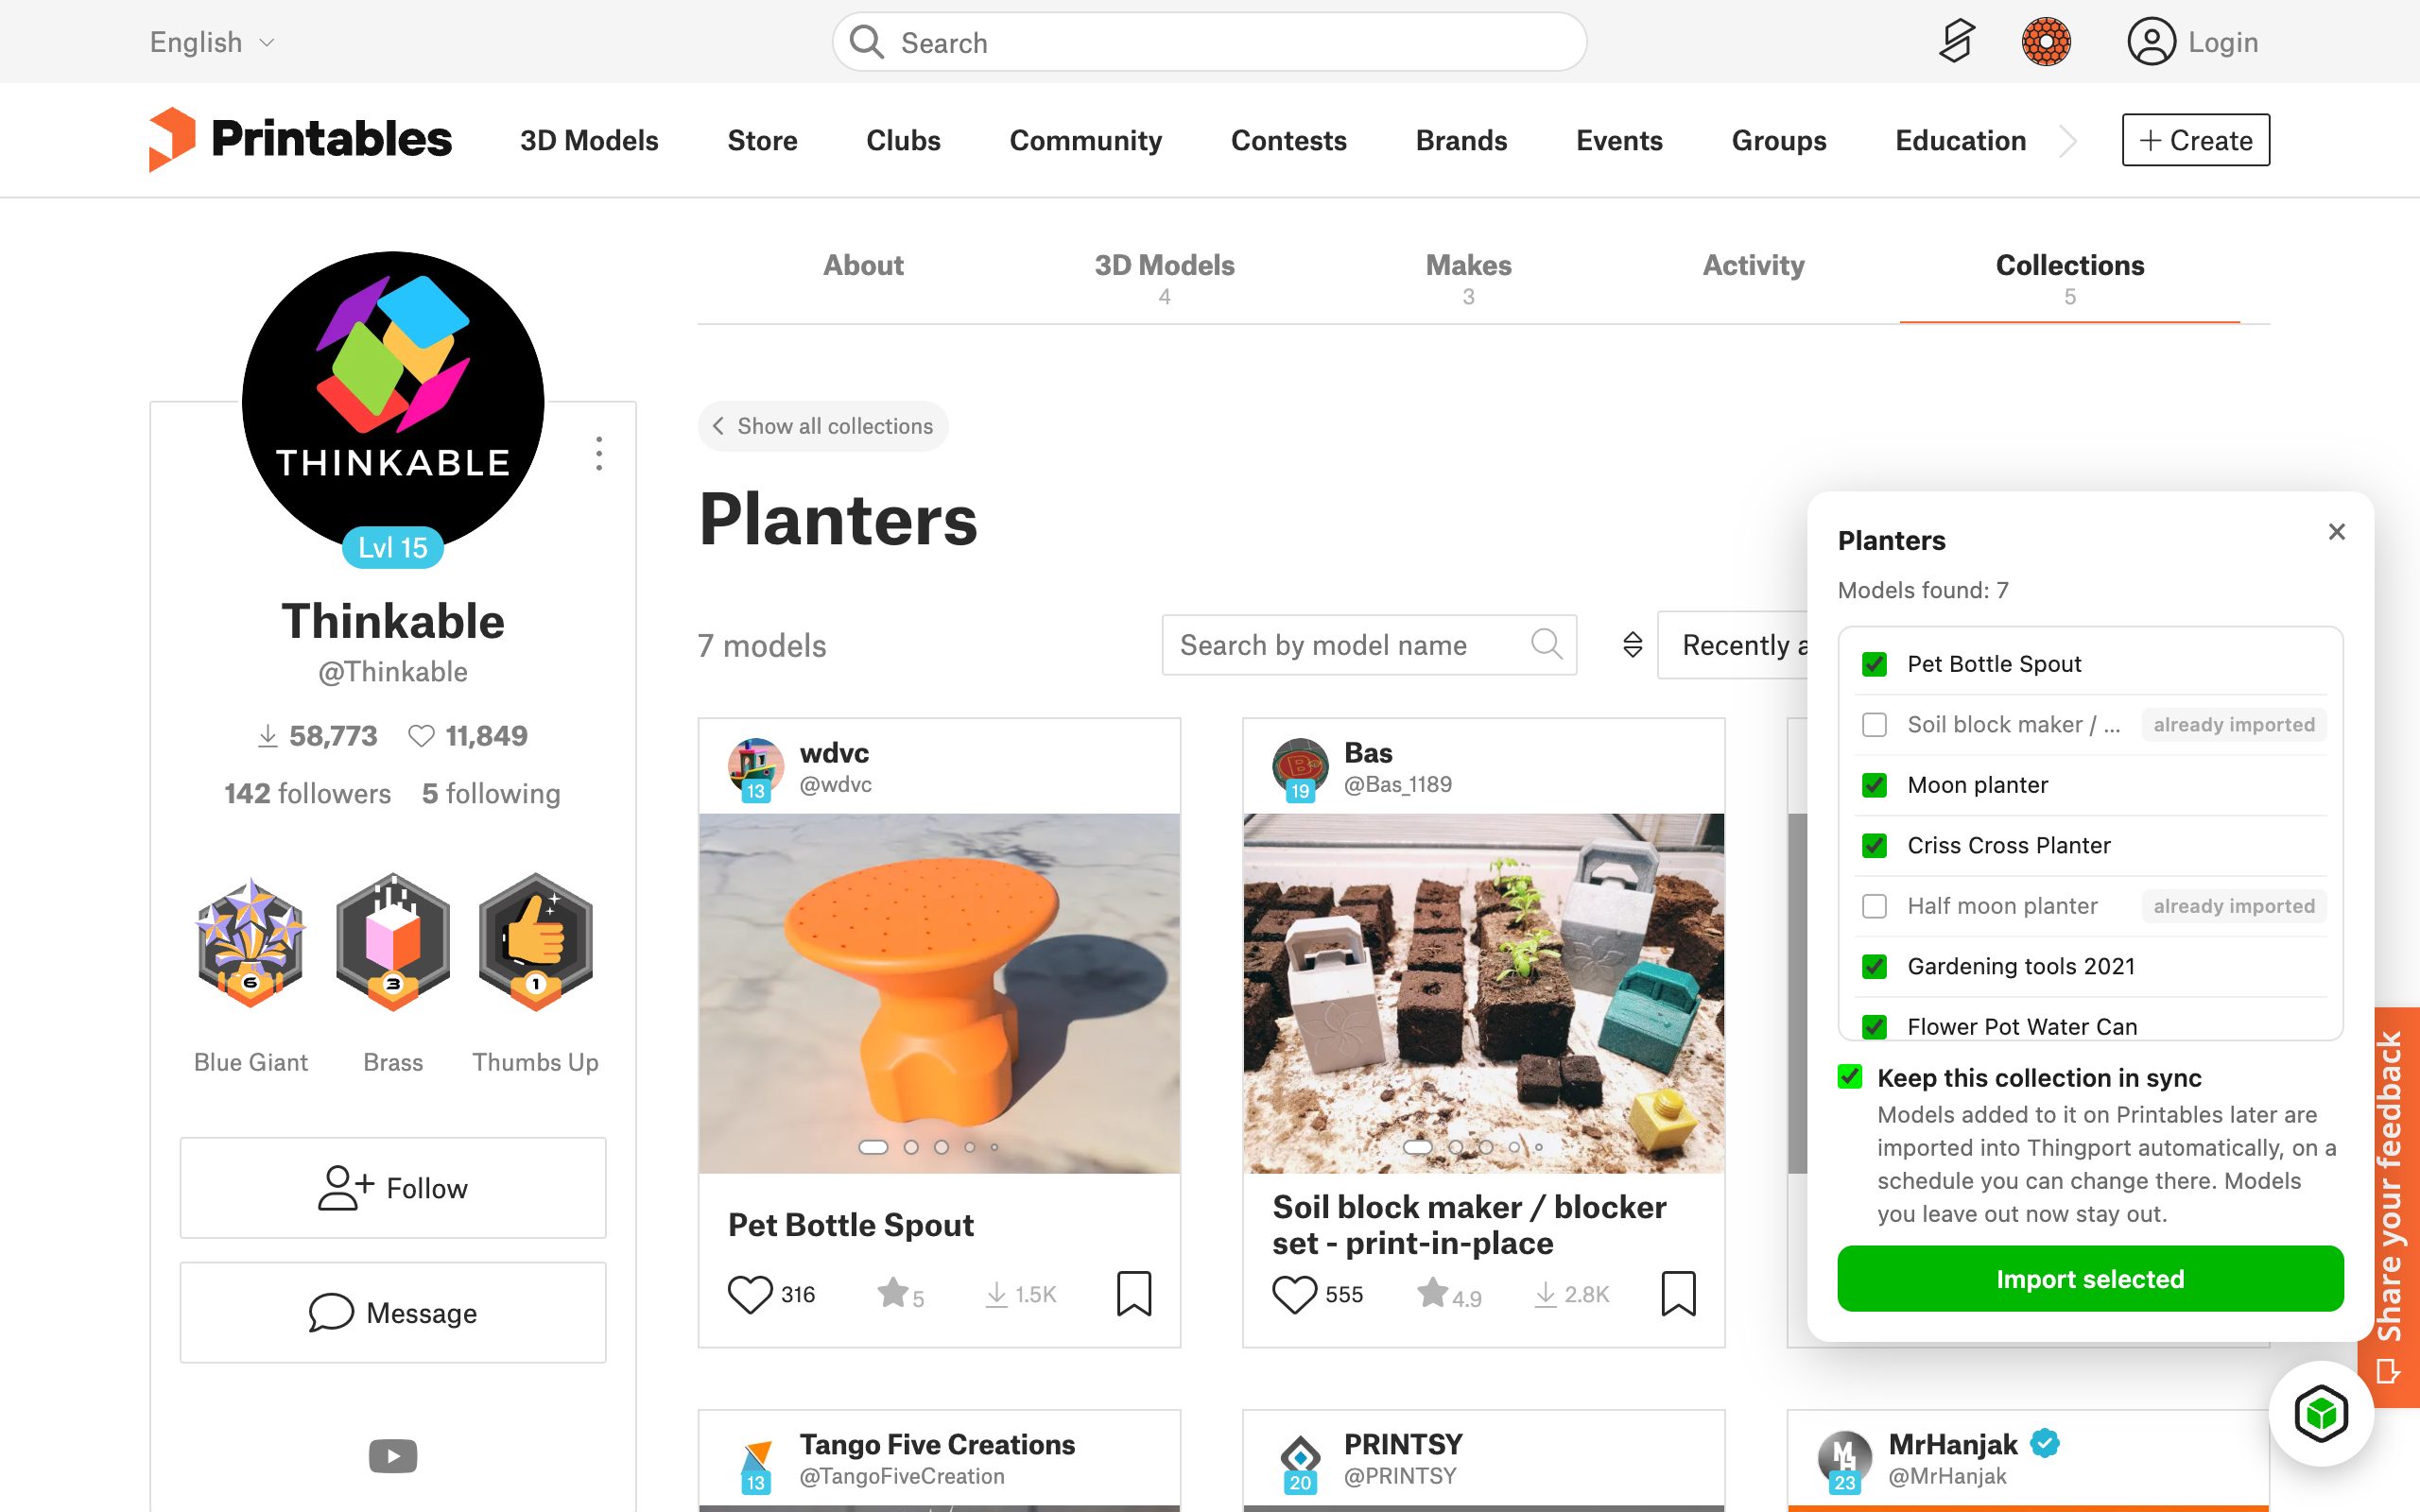 English
Search
Login
Printables
3D Models
Store
Clubs
Community
Contests
Brands
Events
Groups
Education
Create
THINKABLE
Lvl 15
Thinkable
@Thinkable
58,773
11,849
142 followers
5 following
6
3
1
Blue Giant
Brass
Thumbs Up
Follow
Message
About
3D Models
4
Makes
3
Activity
Collections
5
Show all collections
Planters
7 models
Search by model name
Recently a
wdvc
@wdvc
13
Pet Bottle Spout
316
5
1.5K
Bas
@Bas_1189
19
Soil block maker / blocker
set - print-in-place
555
4.9
2.8K
Tango Five Creations
@TangoFiveCreation
13
PRINTSY
@PRINTSY
20
MrHanjak
@MrHanjak
MH
23
Planters
Models found: 7
Pet Bottle Spout
Soil block maker / ...
already imported
Moon planter
Criss Cross Planter
Half moon planter
already imported
Gardening tools 2021
Flower Pot Water Can
Keep this collection in sync
Models added to it on Printables later are
imported into Thingport automatically, on a
schedule you can change there. Models
you leave out now stay out.
Import selected
Share your feedback